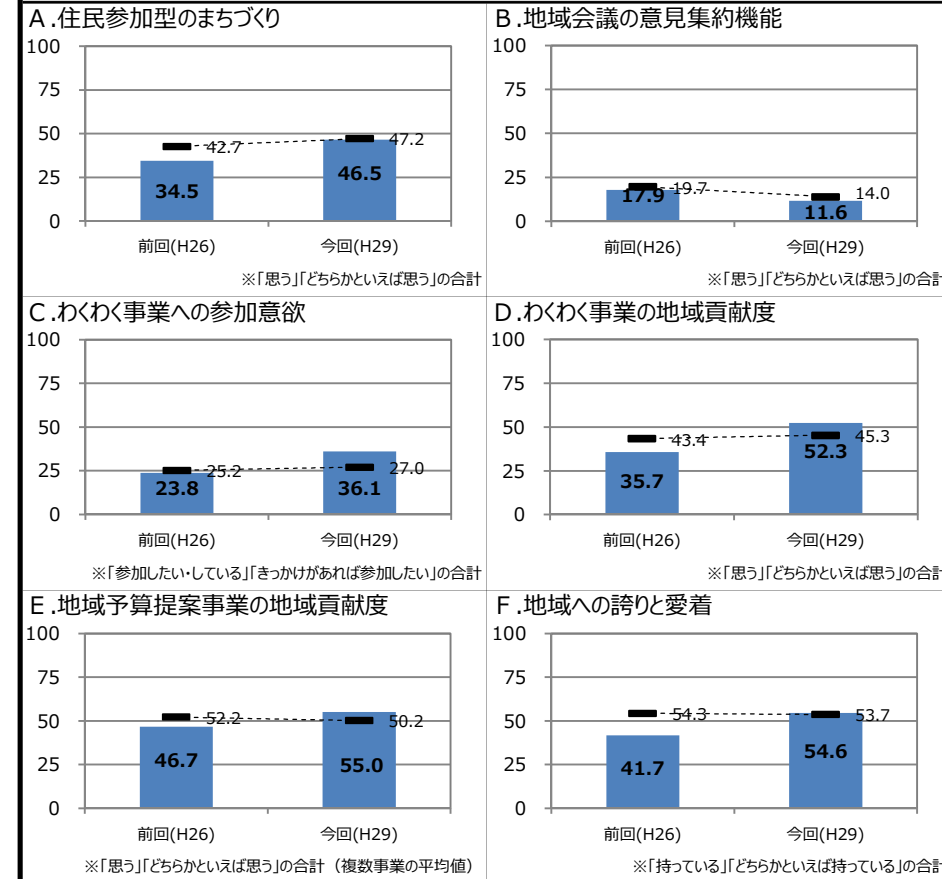 A.住民参加型のまちづくり
100
75
50
25
0
42.7
47.2
34.5
46.5
前回(H26)
今回(H29)
※「思う」「どちらかといえば思う」の合計
B.地域会議の意見集約機能
100
75
50
25
0
19.7
14.0
17.9
11.6
前回(H26)
今回(H29)
※「思う」「どちらかといえば思う」の合計
C.わくわく事業への参加意欲
100
75
50
25
0
25.2
27.0
23.8
36.1
前回(H26)
今回(H29)
※「参加したい・している」「きっかけがあれば参加したい」の合計
D.わくわく事業の地域貢献度
100
75
50
25
0
43.4
45.3
35.7
52.3
前回(H26)
今回(H29)
※「思う」「どちらかといえば思う」の合計
E.地域予算提案事業の地域貢献度
100
75
50
25
0
52.2
50.2
46.7
55.0
前回(H26)
今回(H29)
※「思う」「どちらかといえば思う」の合計（複数事業の平均値）
F.地域への誇りと愛着
100
75
50
25
0
54.3
53.7
41.7
54.6
前回(H26)
今回(H29)
※「持っている」「どちらかといえば持っている」の合計